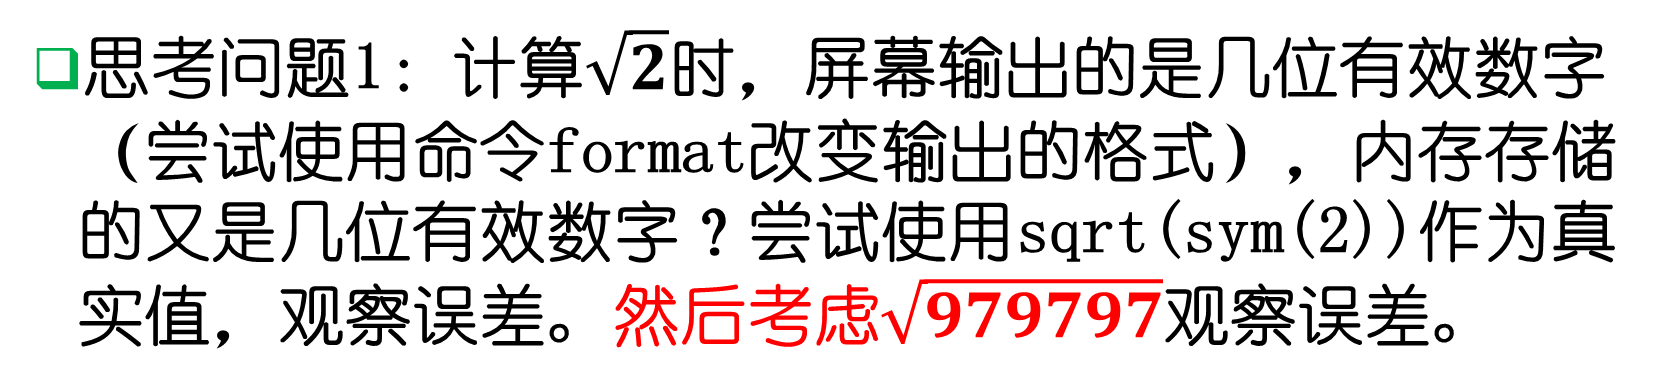 思考问题1：计算√2时，屏幕输出的是几位有效数字
（尝试使用命令format改变输出的格式），内存存储
的又是几位有效数字？尝试使用sqrt(sym(2))作为真
实值，观察误差。然后考虑√979797观察误差。